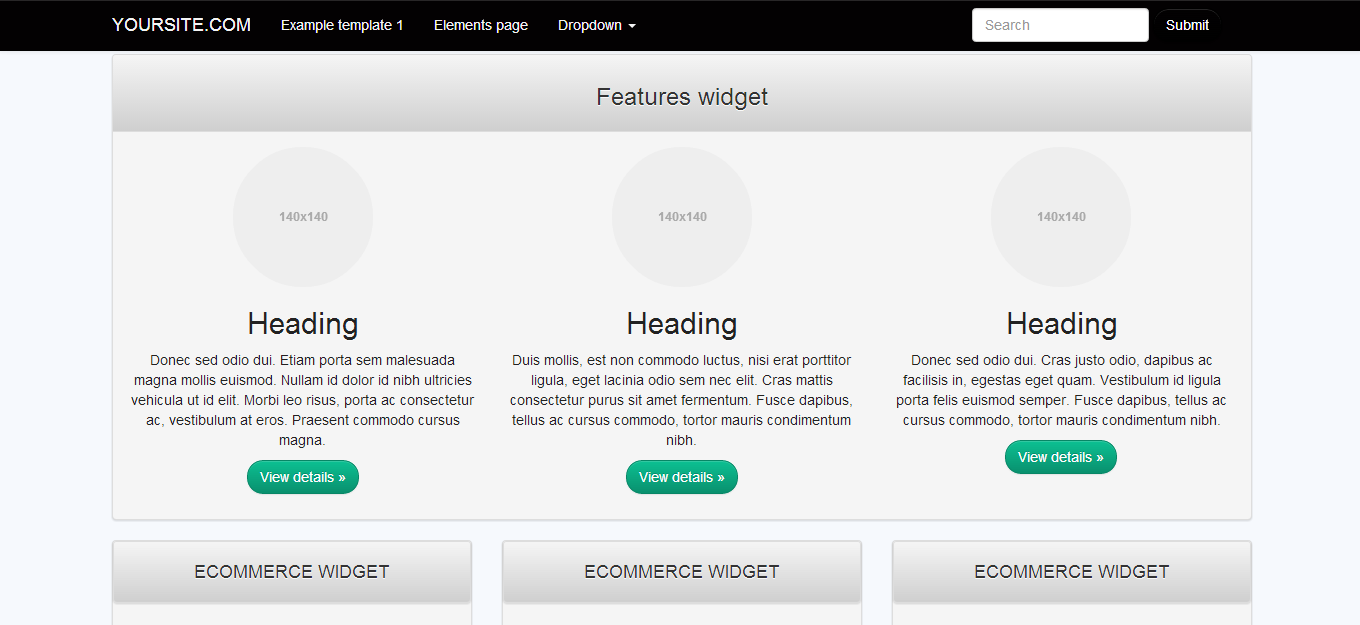 YOURSITE.COM Example template 1 Elements page Dropdown Search Submit
Features widget
140x140
Heading
Donec sed odio dui. Etiam porta sem malesuada
magna mollis euismod. Nullam id dolor id nibh ultricies
vehicula ut id elit. Morbi leo risus, porta ac consectetur
ac, vestibulum at eros. Praesent commodo cursus
magna.
View details »
140x140
Heading
Duis mollis, est non commodo luctus, nisi erat porttitor
ligula, eget lacinia odio sem nec elit. Cras mattis
consectetur purus sit amet fermentum. Fusce dapibus,
tellus ac cursus commodo, tortor mauris condimentum
nibh.
View details »
140x140
Heading
Donec sed odio dui. Cras justo odio, dapibus ac
facilisis in, egestas eget quam. Vestibulum id ligula
porta felis euismod semper. Fusce dapibus, tellus ac
cursus commodo, tortor mauris condimentum nibh.
View details »
ECOMMERCE WIDGET
ECOMMERCE WIDGET
ECOMMERCE WIDGET